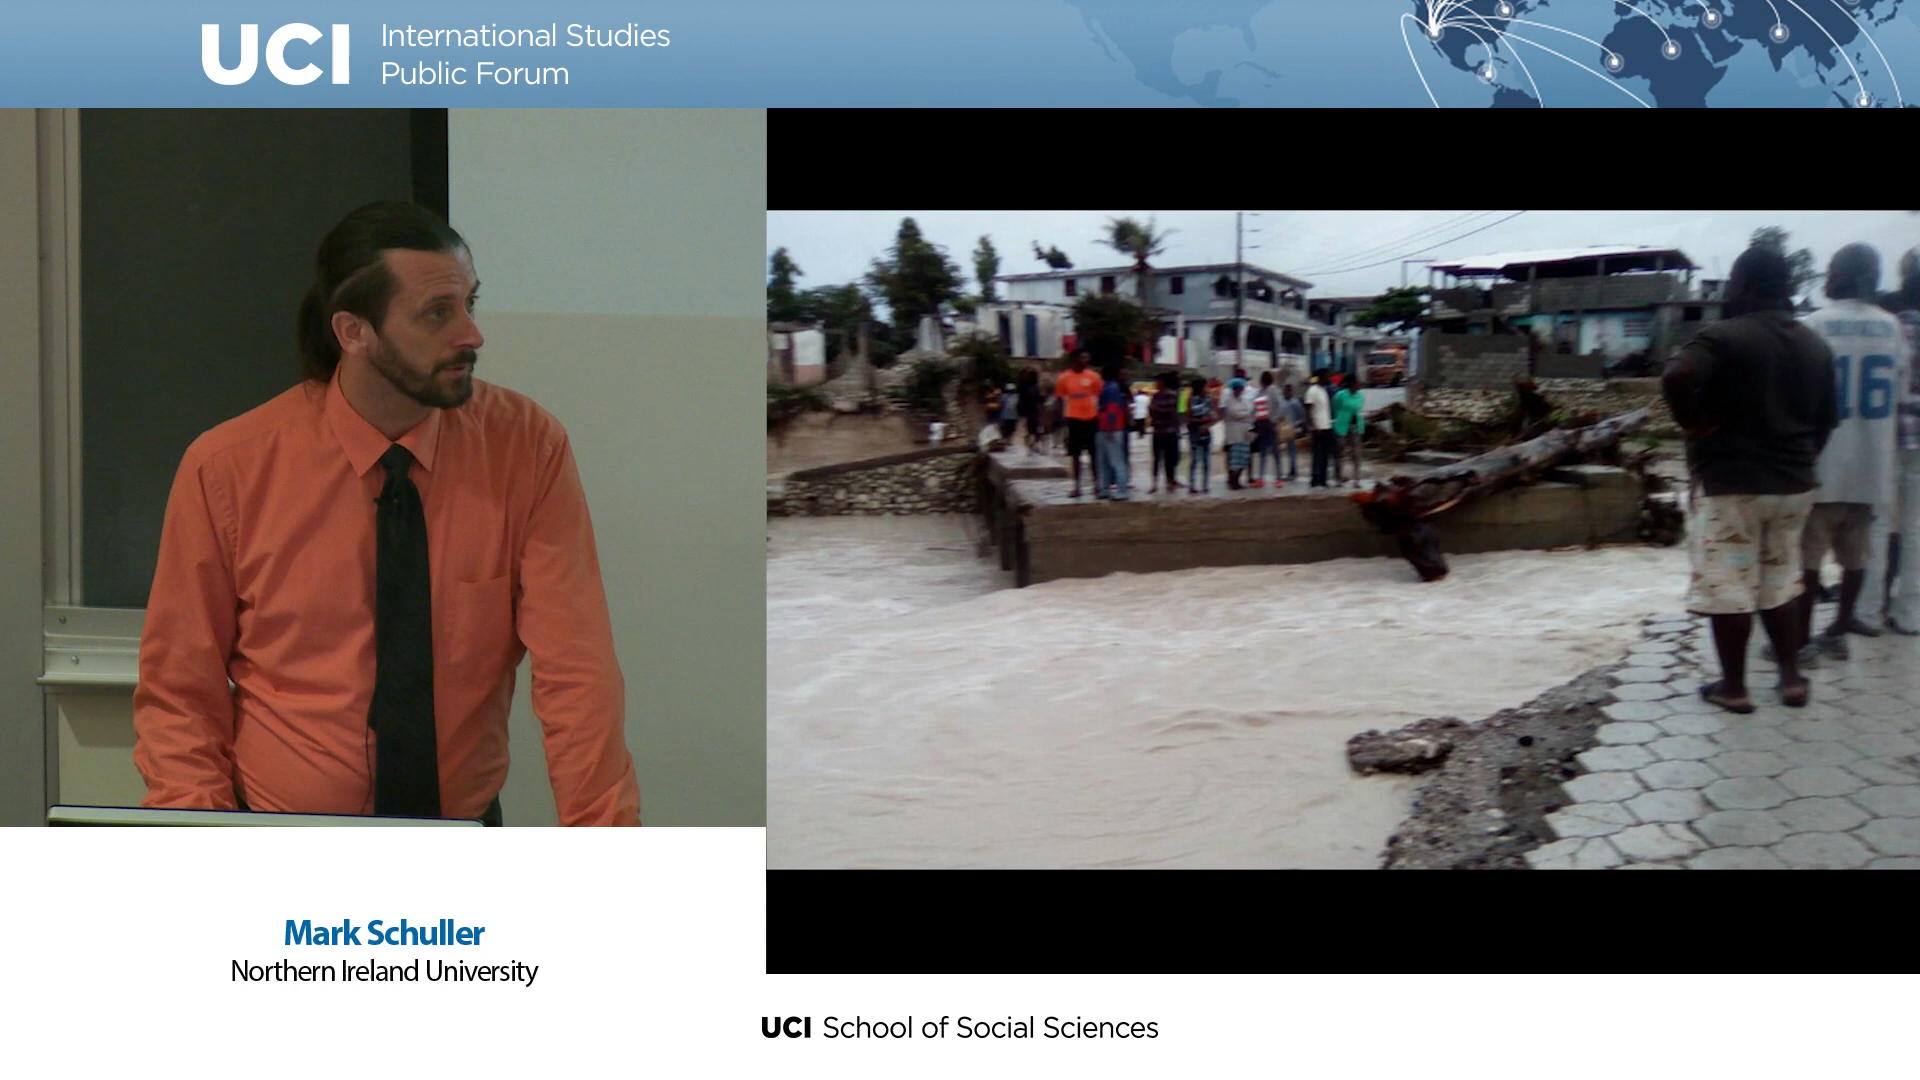 UCI
International Studies
Public Forum
16
Mark Schuller
Northern Ireland University
UCI School of Social Sciences